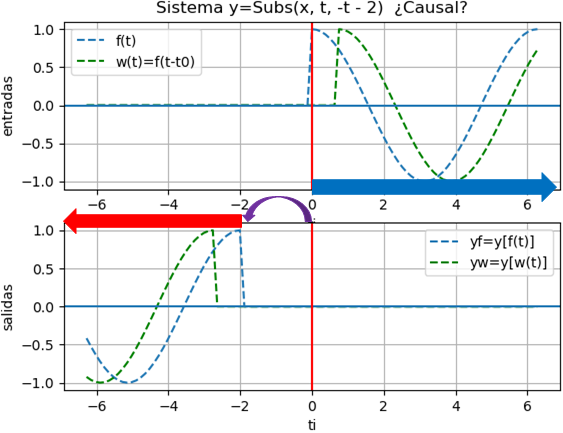 Sistema y=Subs(x, t, -t - 2)  ¿Causal?
entradas
1.0
0.5
0.0
−0.5
−1.0
f(t)
w(t)=f(t-t0)
−6 −4 −2 0 2 4 6
salidas
1.0
0.5
0.0
−0.5
−1.0
yf=y[f(t)]
yw=y[w(t)]
−6 −4 −2 0 2 4 6
ti